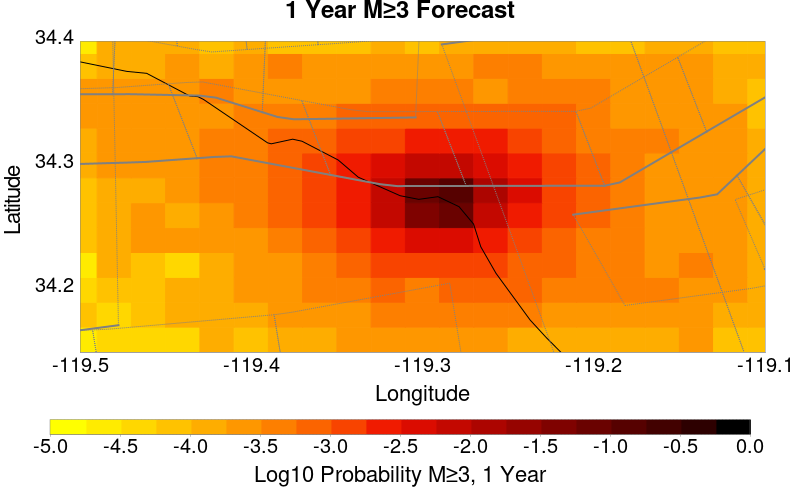 1 Year M≥3 Forecast
34.4
34.3
34.2
Latitude
-119.5 -119.4 -119.3 -119.2 -119.1
Longitude
-5.0 -4.5 -4.0 -3.5 -3.0 -2.5 -2.0 -1.5 -1.0 -0.5 0.0
Log10 Probability M≥3, 1 Year